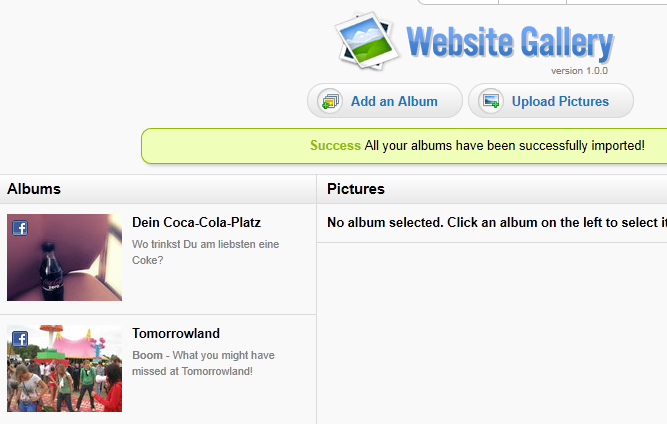 Website Gallery
version 1.0.0
Add an Album
Upload Pictures
Success All your albums have been successfully imported!
Albums
Pictures
Dein Coca-Cola-Platz
Wo trinkst Du am liebsten eine
Coke?
No album selected. Click an album on the left to select it
Tomorrowland
Boom - What you might have
missed at Tomorrowland!